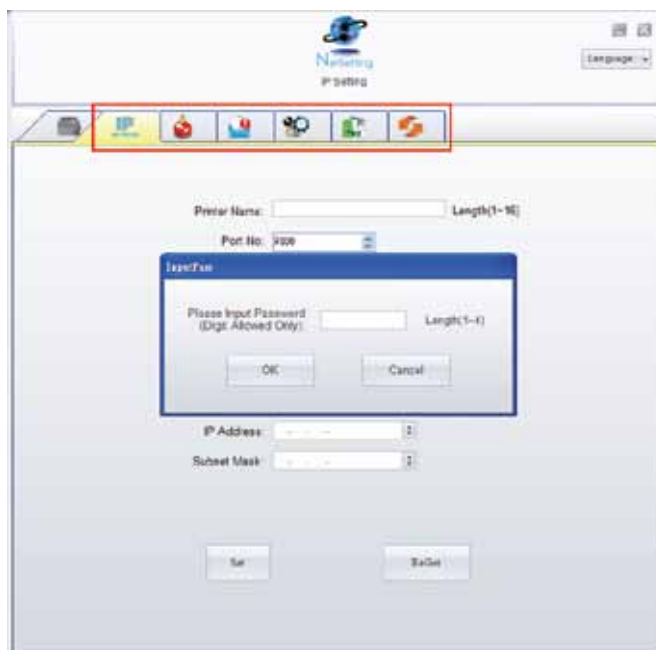 NetSetting
IP Setting
Language
IP
Printer Name:
Length(1~16)
Port No: 9100
InputPass
Please Input Password
(Digit Allowed Only):
Length(1~4)
OK
Cancel
IP Address:
Subnet Mask:
Set